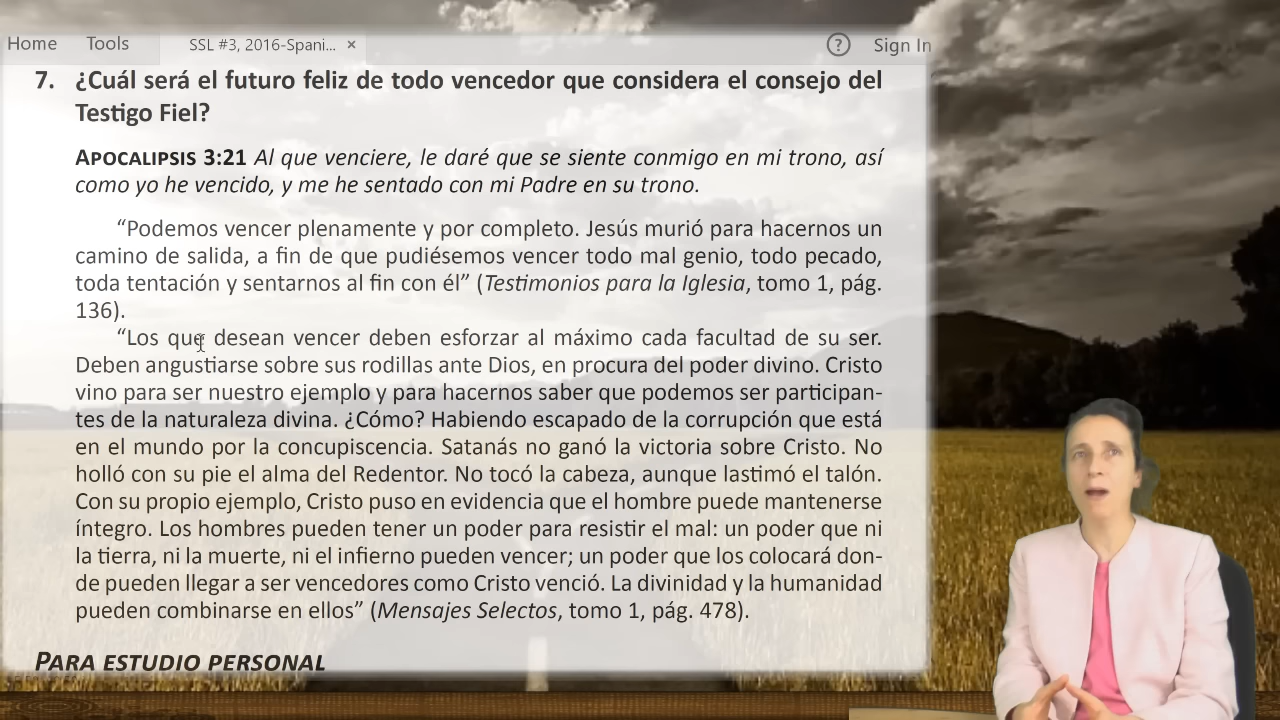 Home Tools SSL #3, 2016-Spani... × ? Sign In
7. ¿Cuál será el futuro feliz de todo vencedor que considera el consejo del
Testigo Fiel?
APOCALIPSIS 3:21 Al que venciere, le daré que se siente conmigo en mi trono, así
como yo he vencido, y me he sentado con mi Padre en su trono.
“Podemos vencer plenamente y por completo. Jesús murió para hacernos un
camino de salida, a fin de que pudiésemos vencer todo mal genio, todo pecado,
toda tentación y sentarnos al fin con él” (Testimonios para la Iglesia, tomo 1, pág.
136).
“Los que desean vencer deben esforzar al máximo cada facultad de su ser.
Deben angustiarse sobre sus rodillas ante Dios, en procura del poder divino. Cristo
vino para ser nuestro ejemplo y para hacernos saber que podemos ser participan-
tes de la naturaleza divina. ¿Cómo? Habiendo escapado de la corrupción que está
en el mundo por la concupiscencia. Satanás no ganó la victoria sobre Cristo. No
holló con su pie el alma del Redentor. No tocó la cabeza, aunque lastimó el talón.
Con su propio ejemplo, Cristo puso en evidencia que el hombre puede mantenerse
íntegro. Los hombres pueden tener un poder para resistir el mal: un poder que ni
la tierra, ni la muerte, ni el infierno pueden vencer; un poder que los colocará don-
de pueden llegar a ser vencedores como Cristo venció. La divinidad y la humanidad
pueden combinarse en ellos” (Mensajes Selectos, tomo 1, pág. 478).
PARA ESTUDIO PERSONAL